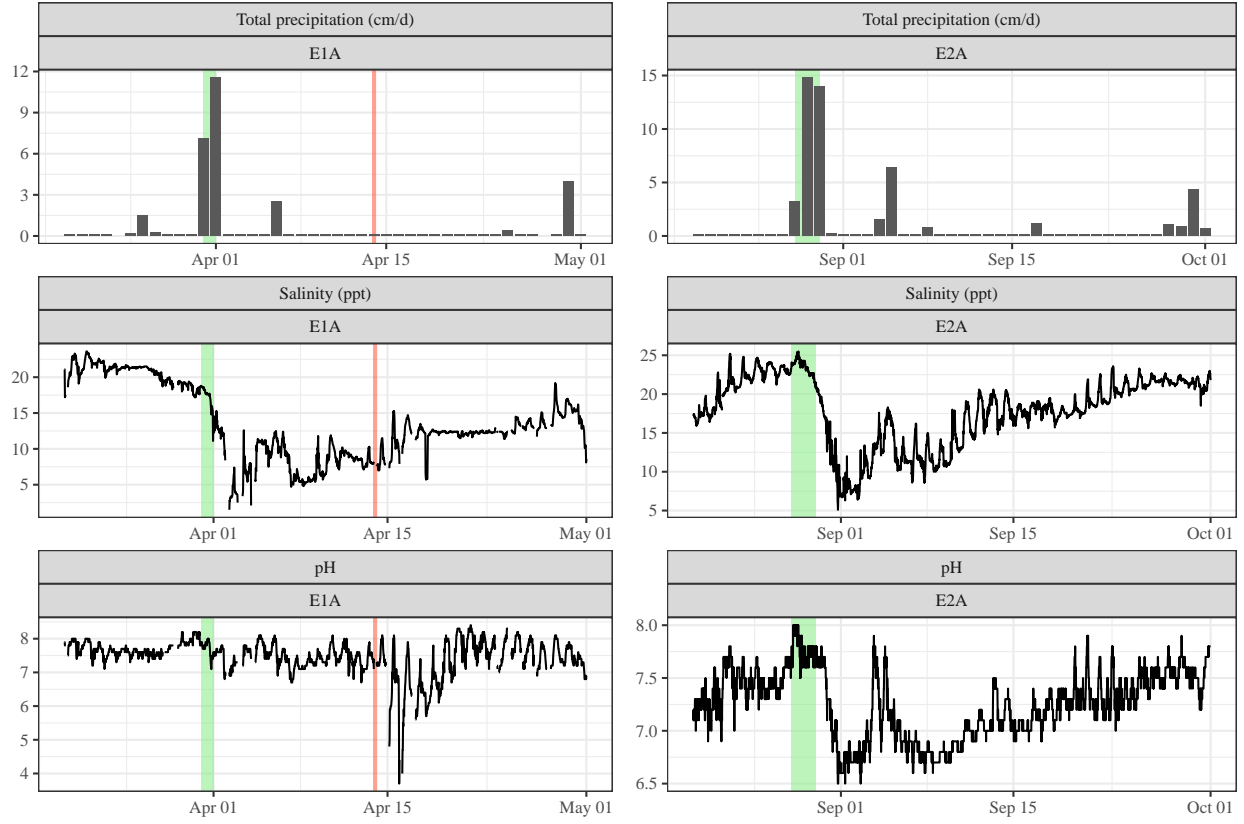 Total precipitation (cm/d)
E1A
12
9
6
3
0
Apr 01
Apr 15
May 01
Total precipitation (cm/d)
E2A
15
10
5
0
Sep 01
Sep 15
Oct 01
Salinity (ppt)
E1A
20
15
10
5
Apr 01
Apr 15
May 01
Salinity (ppt)
E2A
25
20
15
10
5
Sep 01
Sep 15
Oct 01
pH
E1A
8
7
6
5
4
Apr 01
Apr 15
May 01
pH
E2A
8.0
7.5
7.0
6.5
Sep 01
Sep 15
Oct 01